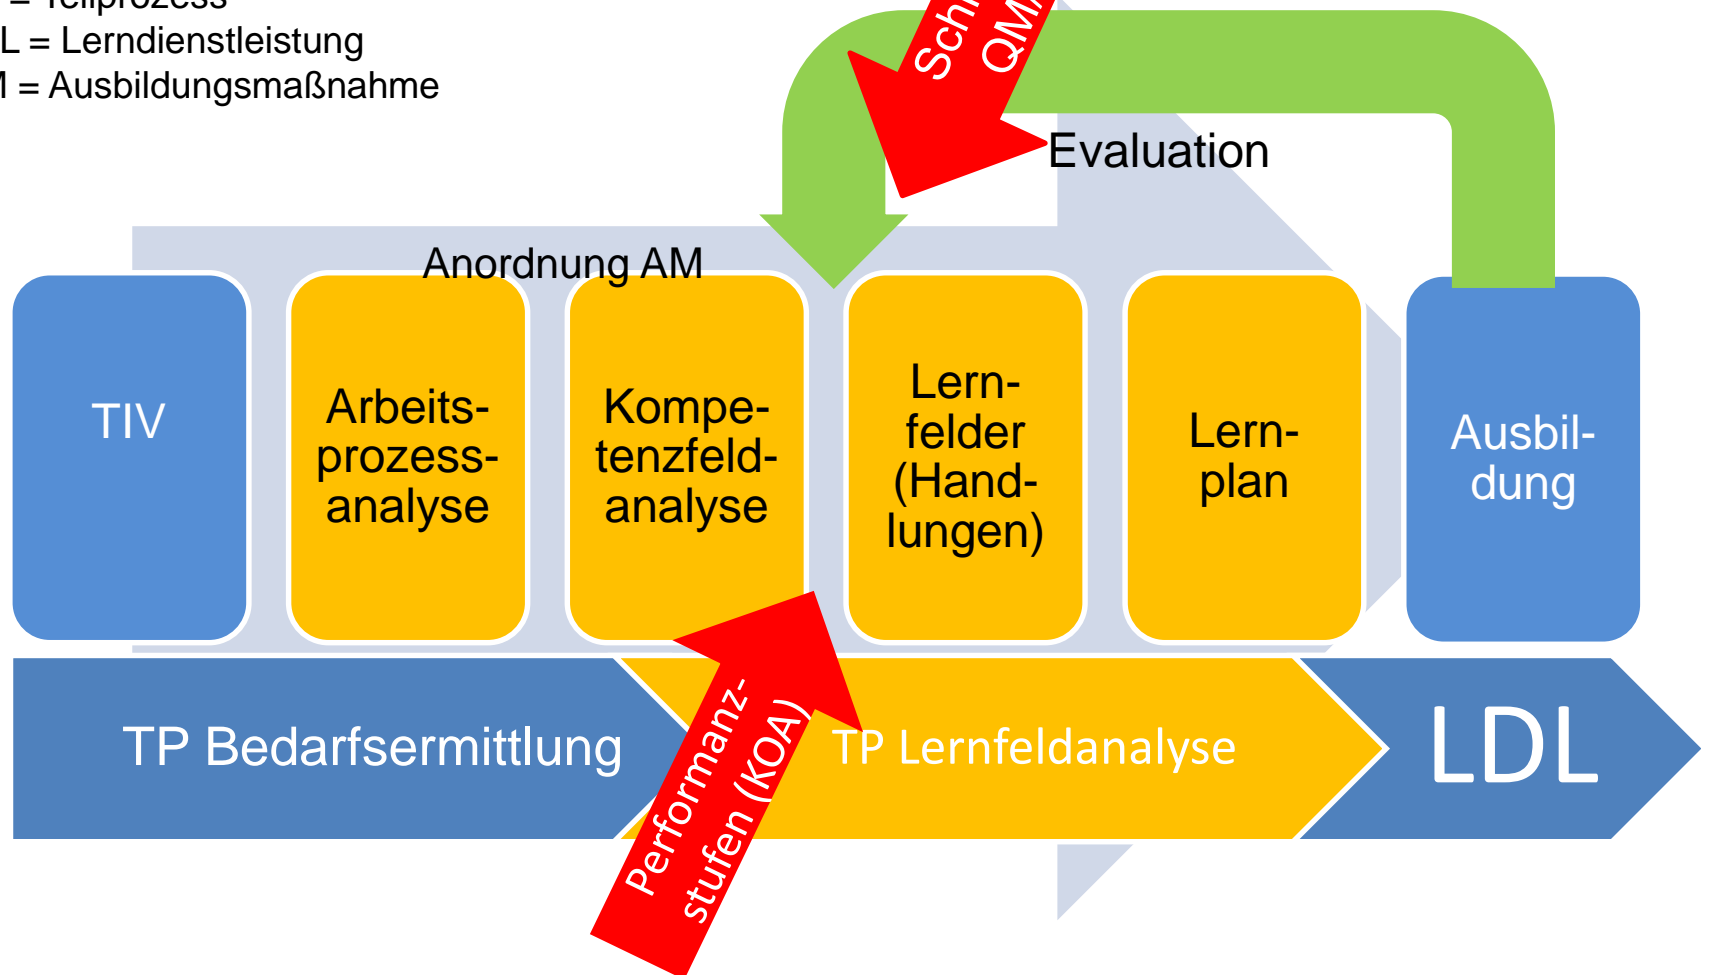 = Teilprozess
L = Lerndienstleistung
M = Ausbildungsmaßnahme
Evaluation
Anordnung AM
TIV
Arbeits-
prozess-
analyse
Kompe-
tenzfeld-
analyse
Lern-
felder
(Hand-
lungen)
Lern-
plan
Ausbil-
dung
TP Bedarfsermittlung
TP Lernfeldanalyse
LDL
Performanz-
stufen (KOA)